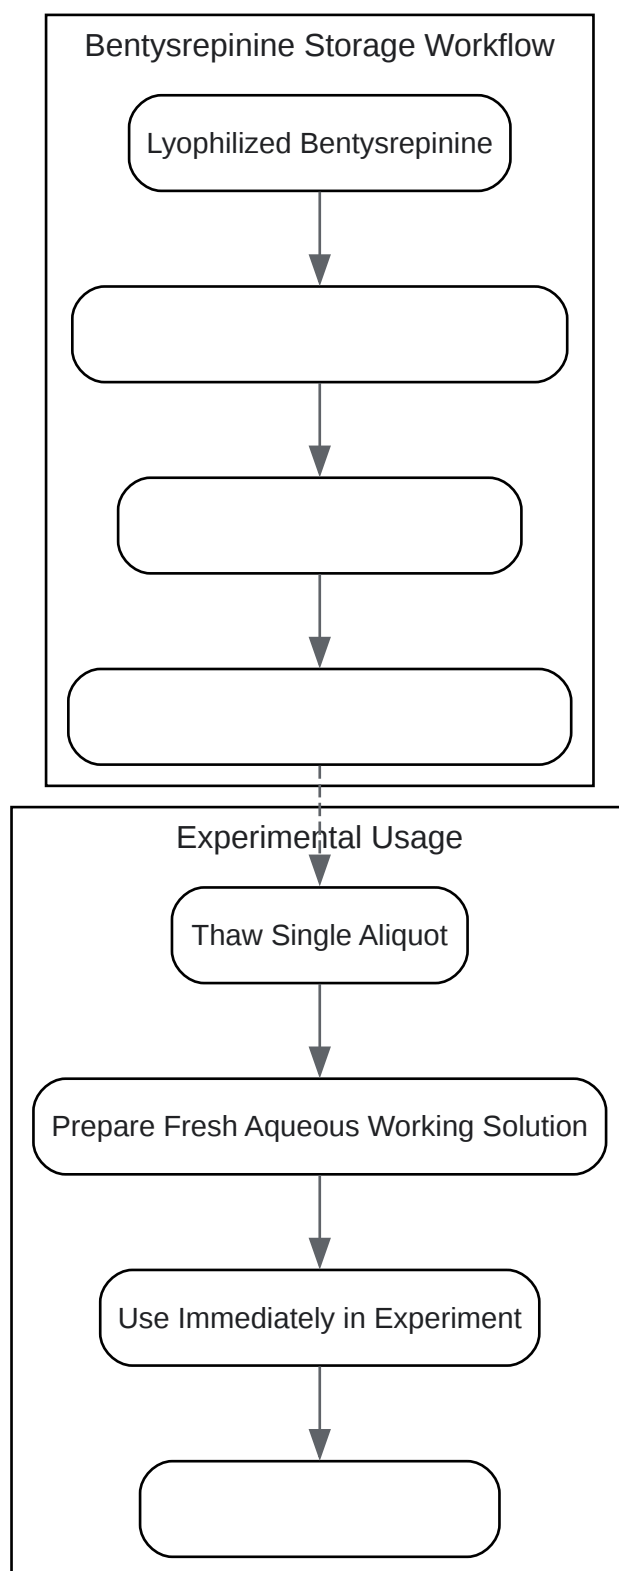 Bentysrepinine Storage Workflow
Lyophilized Bentysrepinine
Experimental Usage
Thaw Single Aliquot
Prepare Fresh Aqueous Working Solution
Use Immediately in Experiment